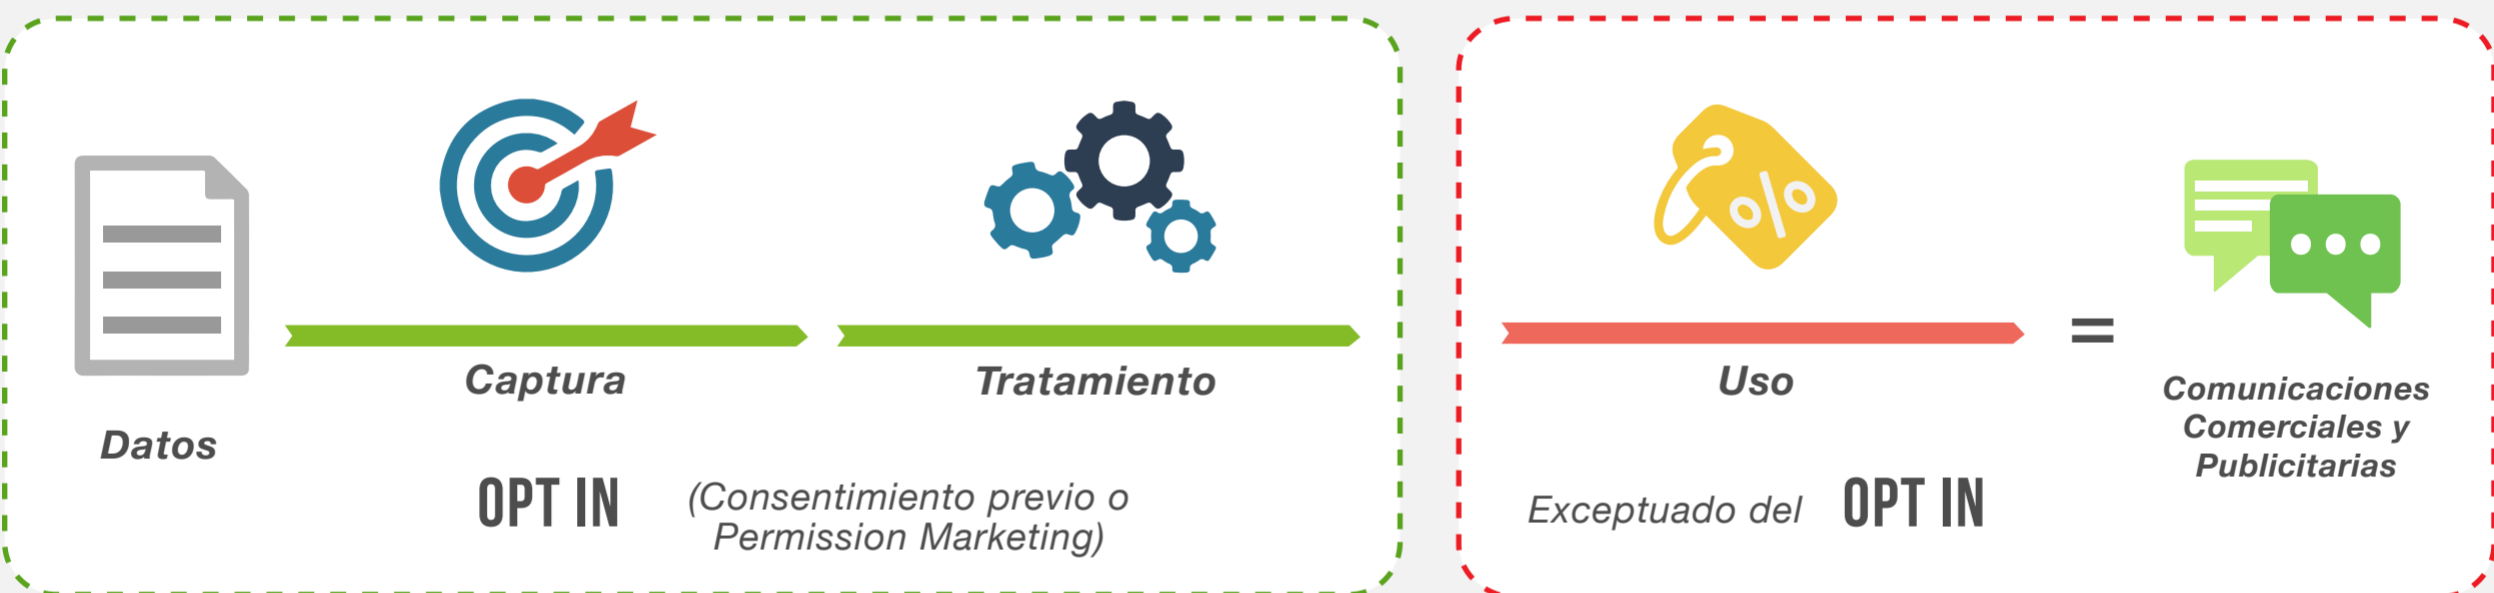 Datos
Captura
Tratamiento
OPT IN
(Consentimiento previo o
Permission Marketing)
%
Uso
Exceptuado del OPT IN
=
Comunicaciones
Comerciales y
Publicitarias